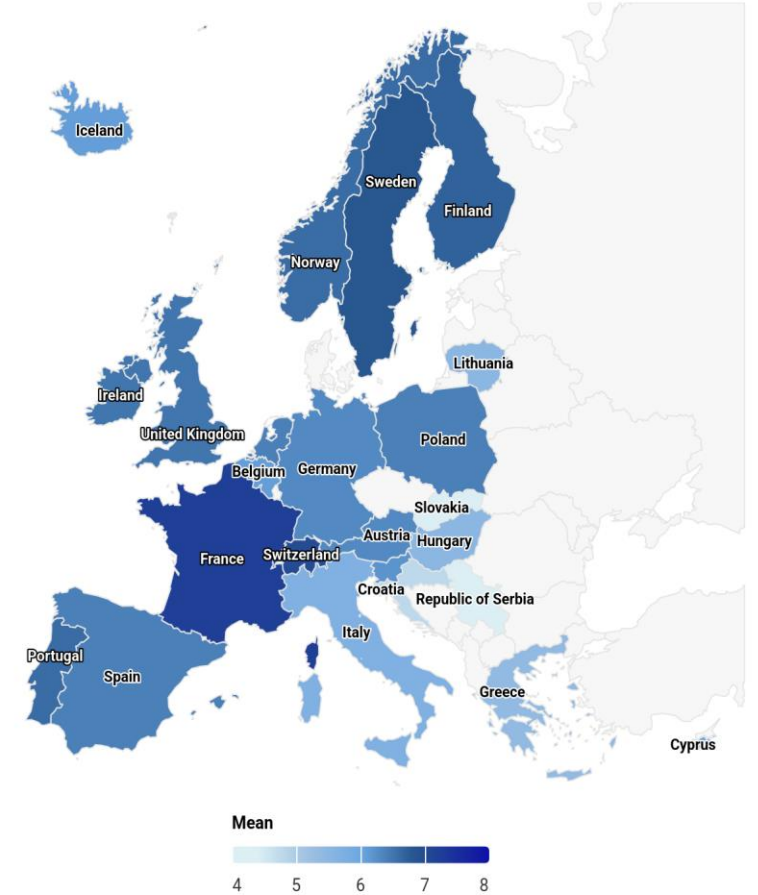 Iceland
Sweden
Finland
Norway
Lithuania
Ireland
United Kingdom
Poland
Belgium
Germany
Slovakia
Austria
Hungary
France
Switzerland
Croatia
Republic of Serbia
Italy
Portugal
Spain
Greece
Cyprus
Mean
4 5 6 7 8